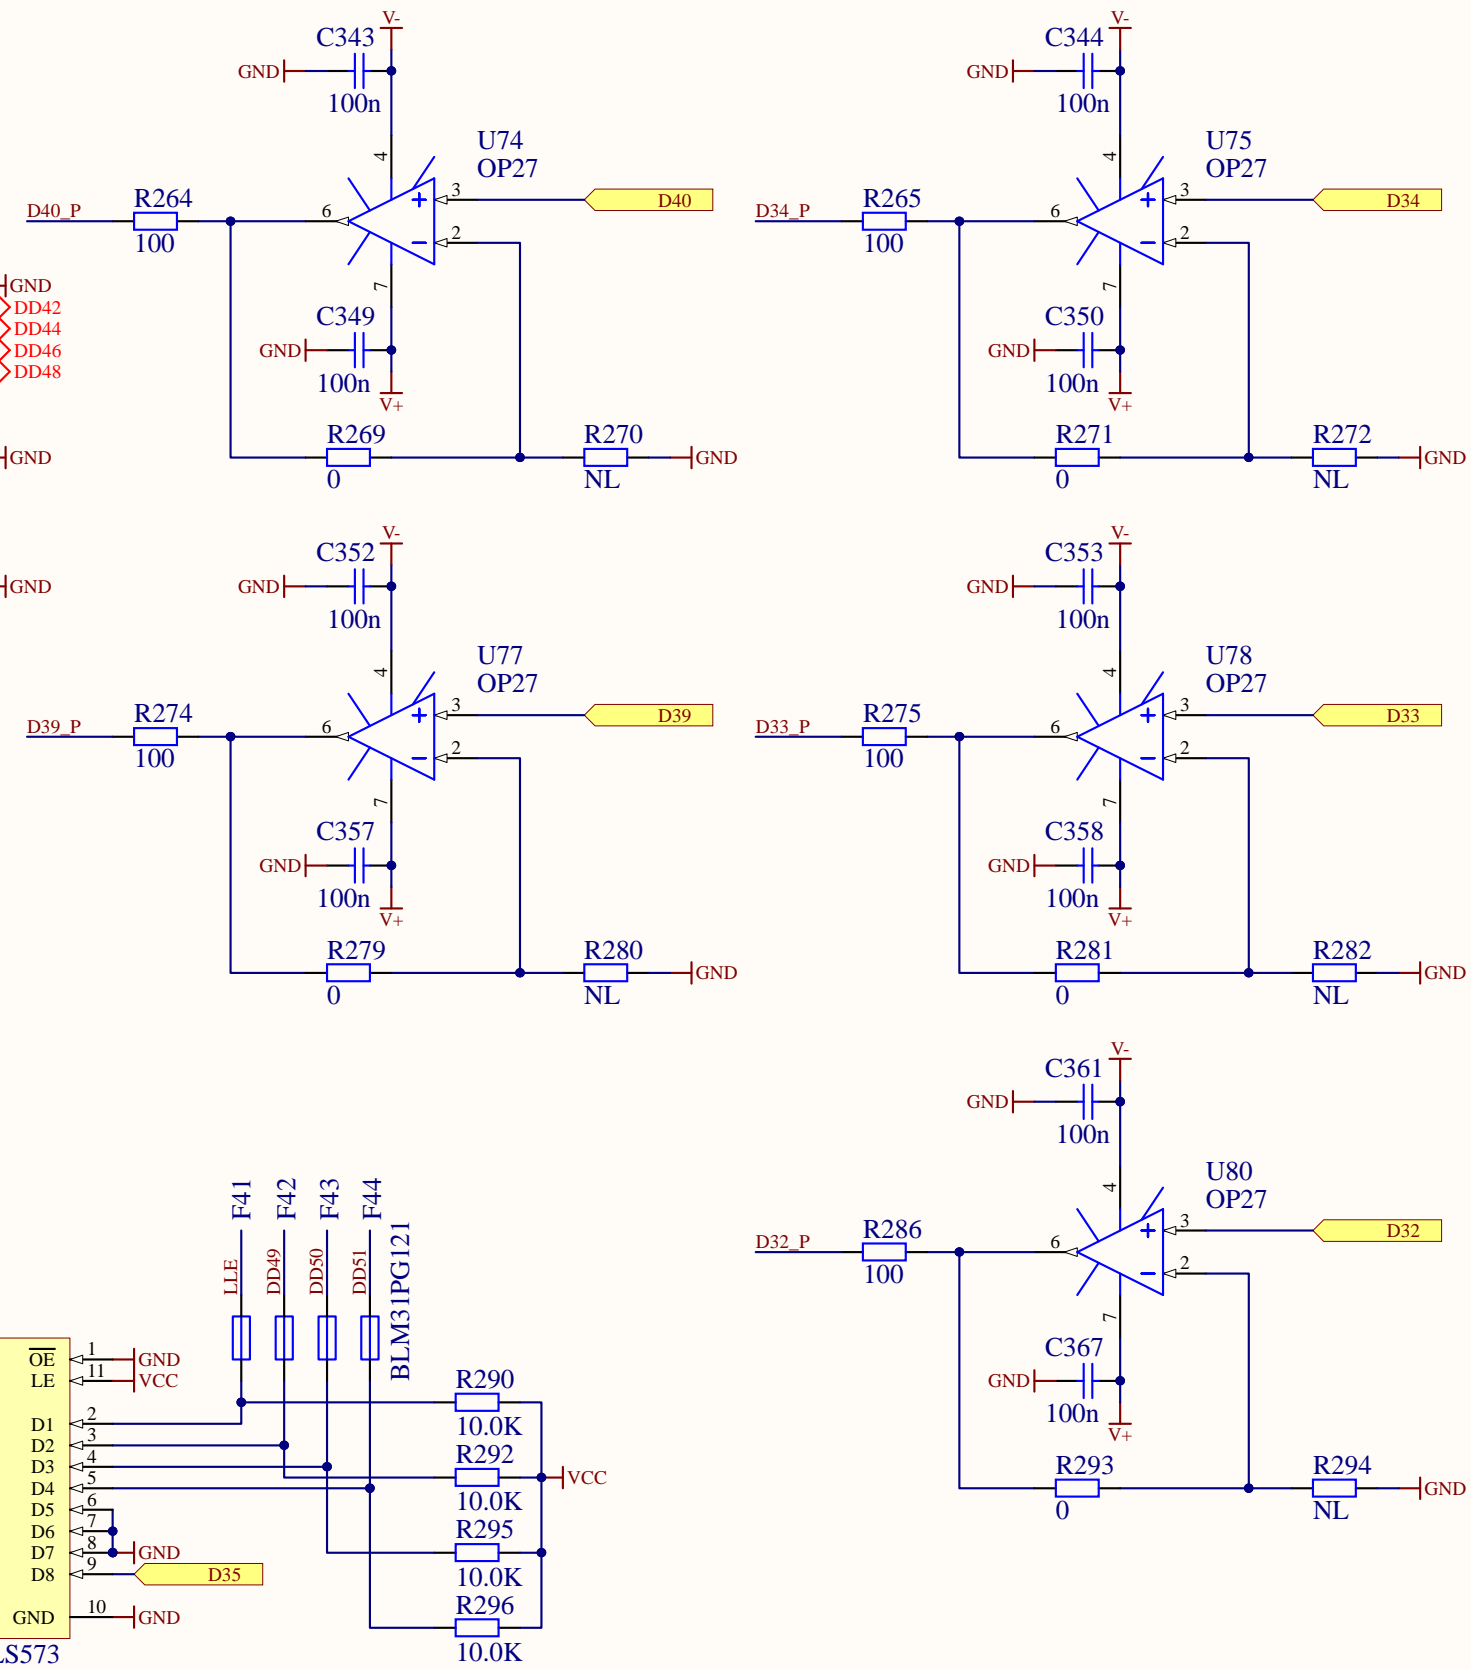 V-
C343
GND
100n
4
U74
OP27
3
D40
D40_P
R264
100
6
2
7
C349
GND
100n
V+
R269
0
R270
NL
GND
V-
C344
GND
100n
4
U75
OP27
3
D34
D34_P
R265
100
6
2
7
C350
GND
100n
V+
R271
0
R272
NL
GND
GND
DD42
DD44
DD46
DD48
GND
GND
V-
C352
GND
100n
4
U77
OP27
3
D39
D39_P
R274
100
6
2
7
C357
GND
100n
V+
R279
0
R280
NL
GND
V-
C353
GND
100n
4
U78
OP27
3
D33
D33_P
R275
100
6
2
7
C358
GND
100n
V+
R281
0
R282
NL
GND
V-
C361
GND
100n
4
U80
OP27
3
D32
D32_P
R286
100
6
2
7
C367
GND
100n
V+
R293
0
R294
NL
GND
F41
F42
F43
F44
LLE
DD49
DD50
DD51
BLM31PG121
OE 1 GND
LE 11 VCC
D1 2
D2 3
D3 4
D4 5
D5 6
D6 7
D7 8 GND
D8 9 D35
GND 10 GND
LS573
R290
10.0K
R292
10.0K
VCC
R295
10.0K
R296
10.0K